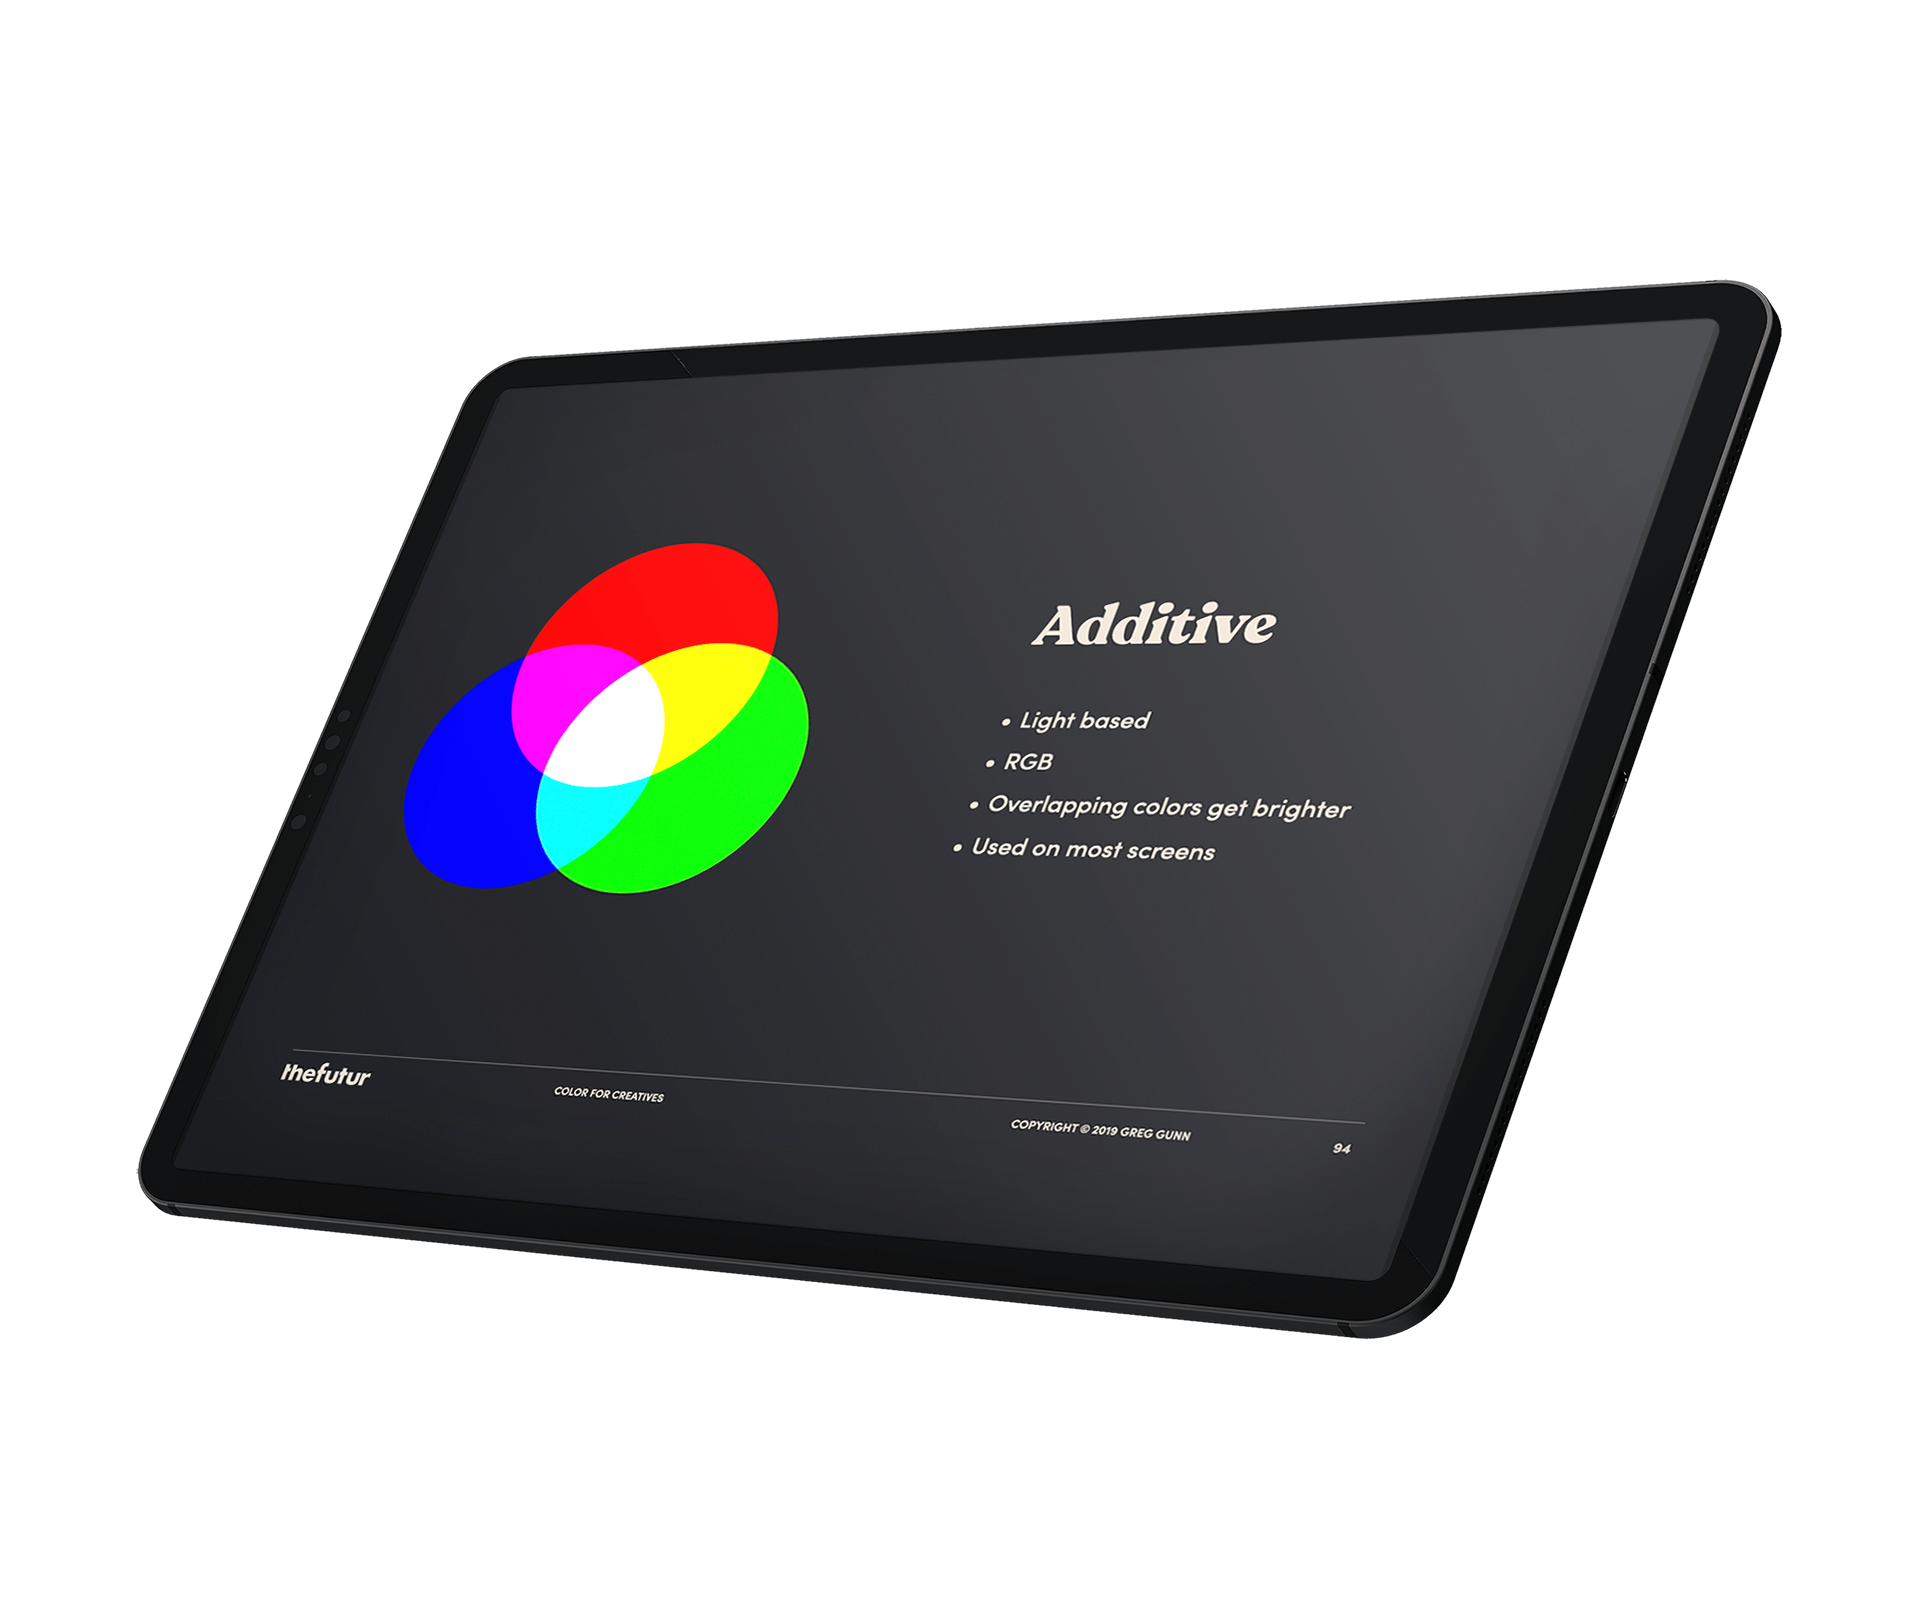 Additive
• Light based
• RGB
• Overlapping colors get brighter
• Used on most screens
thefutur
COLOR FOR CREATIVES
COPYRIGHT © 2019 GREG GUNN
94